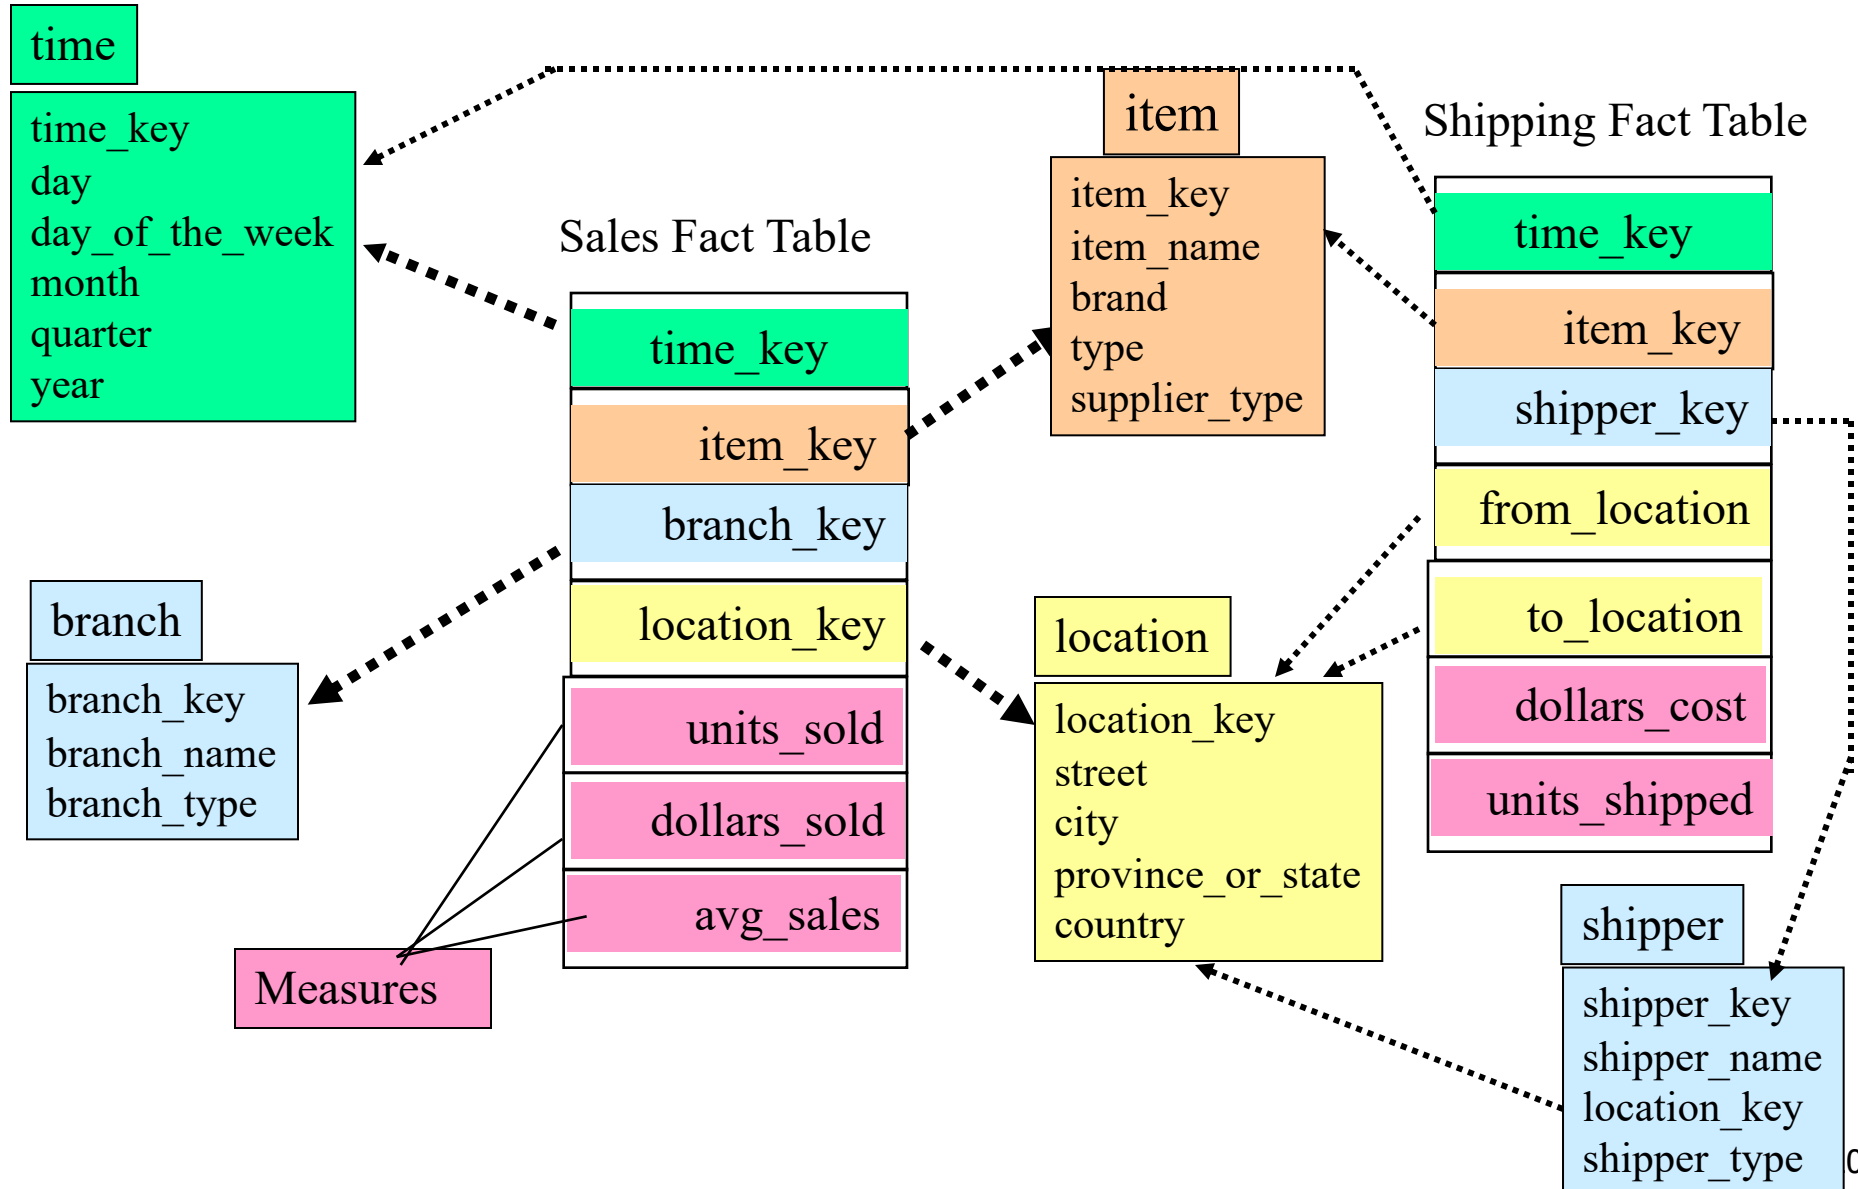 time
time_key
day
day_of_the_week
month
quarter
year
branch
branch_key
branch_name
branch_type
Measures
Sales Fact Table
time_key
item_key
branch_key
location_key
units_sold
dollars_sold
avg_sales
item
item_key
item_name
brand
type
supplier_type
location
location_key
street
city
province_or_state
country
Shipping Fact Table
time_key
item_key
shipper_key
from_location
to_location
dollars_cost
units_shipped
shipper
shipper_key
shipper_name
location_key
shipper_type